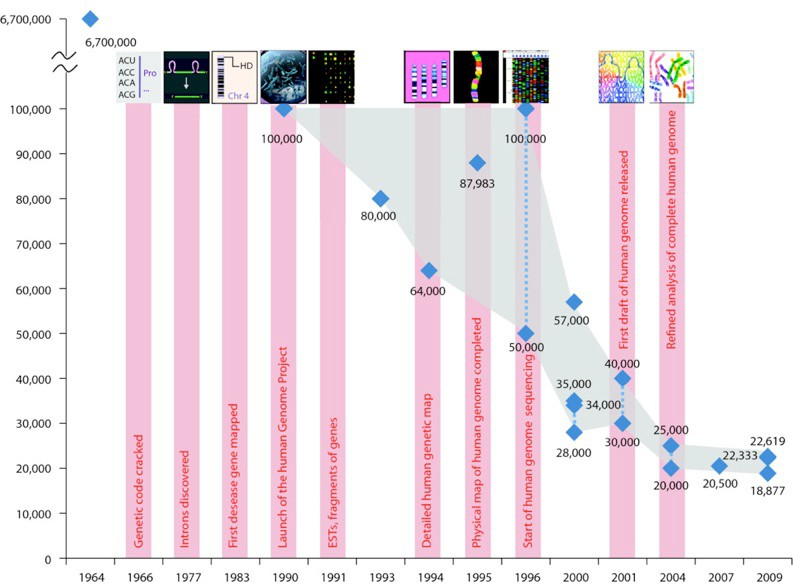 6,700,000
6,700,000
ACU
ACC
ACA
ACG
Pro
...
HD
Chr 4
100,000
90,000
80,000
70,000
60,000
50,000
40,000
30,000
20,000
10,000
0
100,000
80,000
64,000
87,983
100,000
50,000
57,000
35,000
34,000
28,000
40,000
30,000
25,000
20,000
20,500
22,619
22,333
18,877
Genetic code cracked
Introns discovered
First desease gene mapped
Launch of the human Genome Project
ESTs, fragments of genes
Detailed human genetic map
Physical map of human genome completed
Start of human genome sequencing
First draft of human genome released
Refined analysis of complete human genome
1964 1966 1977 1983 1990 1991 1993 1994 1995 1996 2000 2001 2004 2007 2009